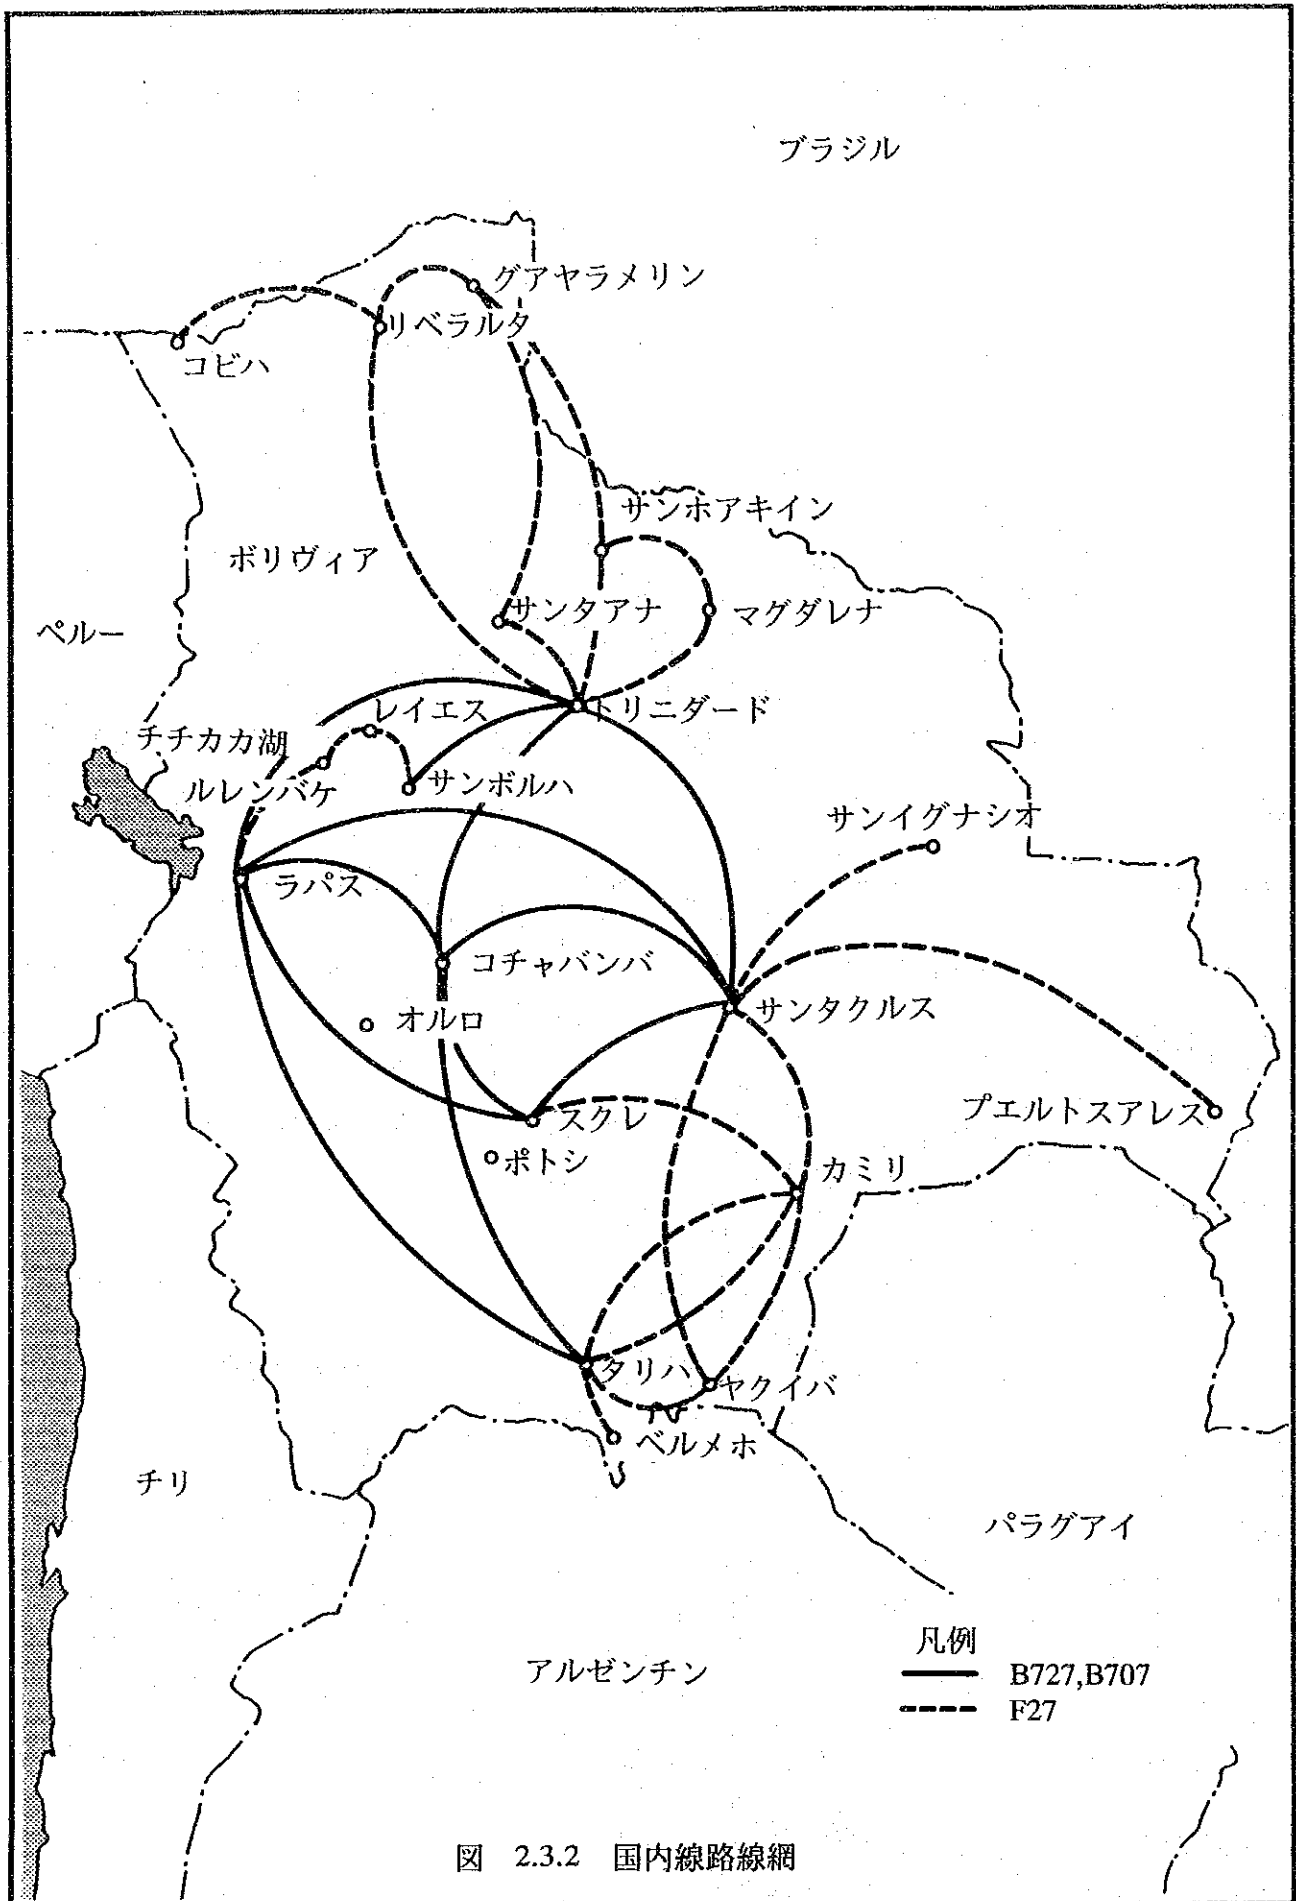 ブラジル
グアヤラメリン
リベラルタ
コビハ
サンホアキイン
ボリヴィア
サンタアナ
マグダレナ
ペルー
レイエス
トリニダード
チチカカ湖
ルレンバケ
サンボルハ
サンイグナシオ
ラパス
コチャバンバ
オルロ
サンタクルス
スクレ
プエルトスアレス
ポトシ
カミリ
タリハ
ヤクイバ
ベルメホ
チリ
パラグアイ
凡例
アルゼンチン
B727,B707
F27
図 2.3.2 国内線路線網